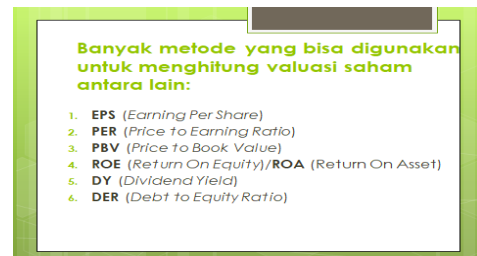 Banyak metode yang bisa digunakan
untuk menghitung valuasi saham
antara lain:
1. EPS (Earning Per Share)
2. PER (Price to Earning Ratio)
3. PBV (Price to Book Value)
4. ROE (Return On Equity)/ROA (Return On Asset)
5. DY (Dividend Yield)
6. DER (Debt to Equity Ratio)